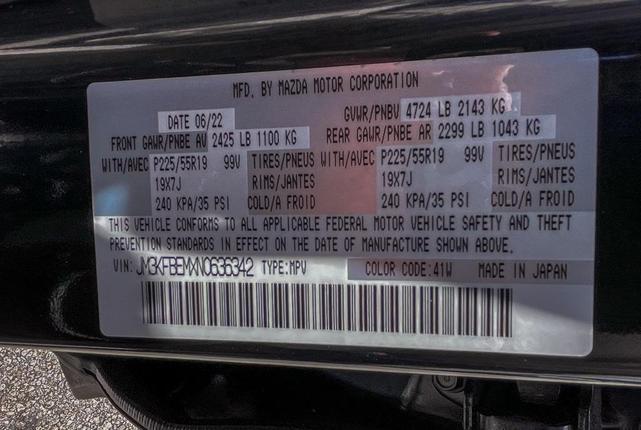 MFD. BY MAZDA MOTOR CORPORATION
DATE 06/22 GVWR/PNBV 4724 LB 2143 KG
FRONT GAWR/PNBE AV 2425 LB 1100 KG REAR GAWR/PNBE AR 2299 LB 1043 KG
WITH/AVEC P225/55R19 99V TIRES/PNEUS WITH/AVEC P225/55R19 99V TIRES/PNEUS
19X7J RIMS/JANTES 19X7J RIMS/JANTES
240 KPA/35 PSI COLD/A FROID 240 KPA/35 PSI COLD/A FROID
THIS VEHICLE CONFORMS TO ALL APPLICABLE FEDERAL MOTOR VEHICLE SAFETY AND THEFT
PREVENTION STANDARDS IN EFFECT ON THE DATE OF MANUFACTURE SHOWN ABOVE.
VIN: JM3KFBEMXN0636342 TYPE:MPV COLOR CODE:41W MADE IN JAPAN